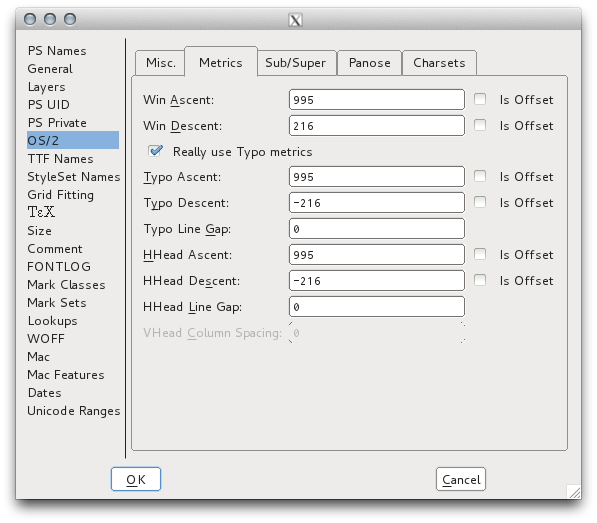 X
PS Names
General
Layers
PS UID
PS Private
OS/2
TTF Names
StyleSet Names
Grid Fitting
TεX
Size
Comment
FONTLOG
Mark Classes
Mark Sets
Lookups
WOFF
Mac
Mac Features
Dates
Unicode Ranges
Misc. Metrics Sub/Super Panose Charsets
Win Ascent: 995 Is Offset
Win Descent: 216 Is Offset
Really use Typo metrics
Typo Ascent: 995 Is Offset
Typo Descent: -216 Is Offset
Typo Line Gap: 0
HHead Ascent: 995 Is Offset
HHead Descent: -216 Is Offset
HHead Line Gap: 0
VHead Column Spacing: 0
OK Cancel